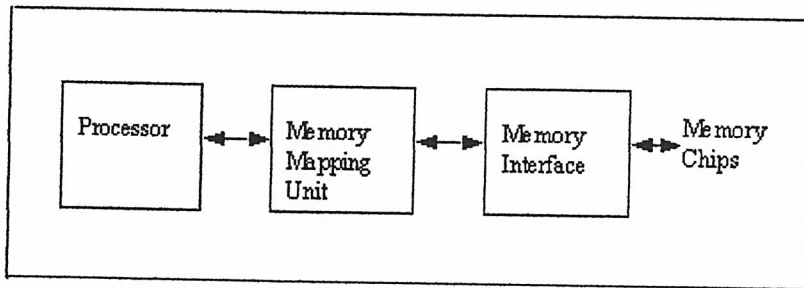 Processor
Memory
Mapping
Unit
Memory
Interface
Memory
Chips